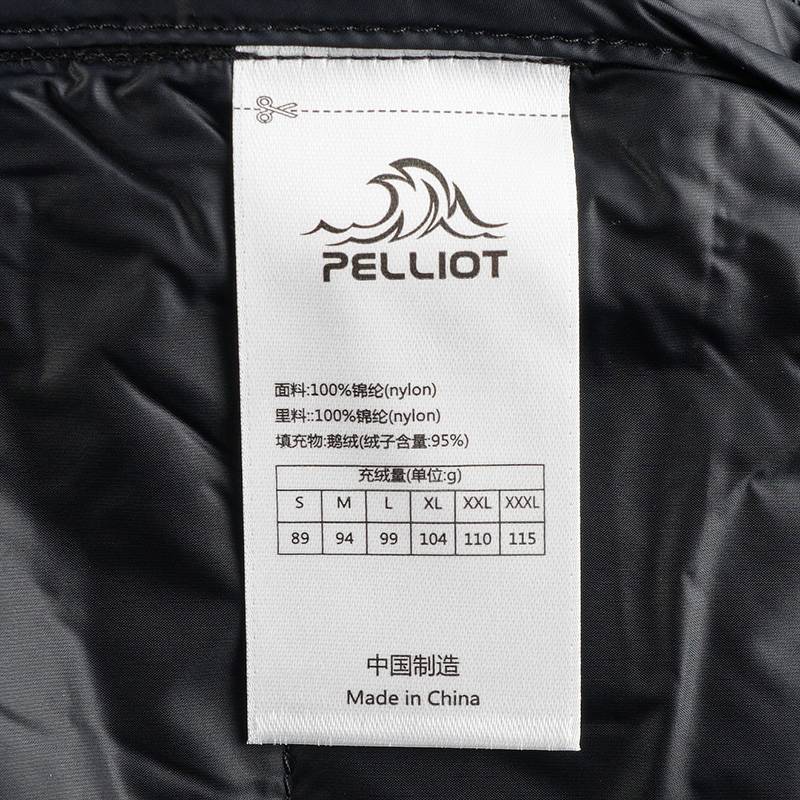 PELLIOT
面料:100%锦纶(nylon)
里料::100%锦纶(nylon)
填充物:鹅绒(绒子含量:95%)
充绒量(单位:g)
S M L XL XXL XXXL
89 94 99 104 110 115
中国制造
Made in China